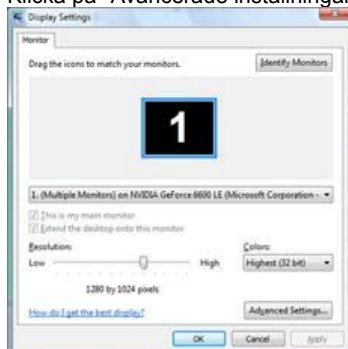 Klicka på "Avancerade inställningar
Display Settings
Monitor
Drag the icons to match your monitors.
Identify Monitors
1
1. (Multiple Monitors) on NVIDIA GeForce 6600 LE (Microsoft Corporation -
This is my main monitor
Extend the desktop onto this monitor
Resolution:
Colors:
Low
High
Highest (32 bit)
1280 by 1024 pixels
How do I get the best display?
Advanced Settings...
OK
Cancel
Apply